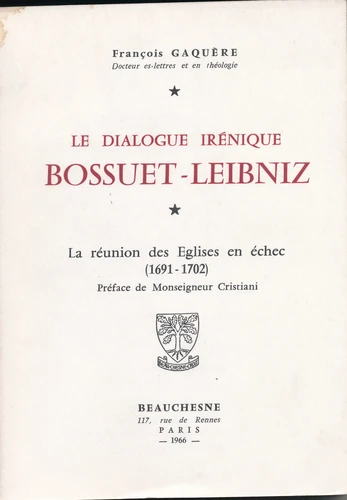 François GAQUÈRE
Docteur es-lettres et en théologie
LE DIALOGUE IRÉNIQUE
BOSSUET-LEIBNIZ
La réunion des Eglises en échec
(1691-1702)
Préface de Monseigneur Cristiani
BEAUCHESNE
117, rue de Rennes
PARIS
— 1966 —